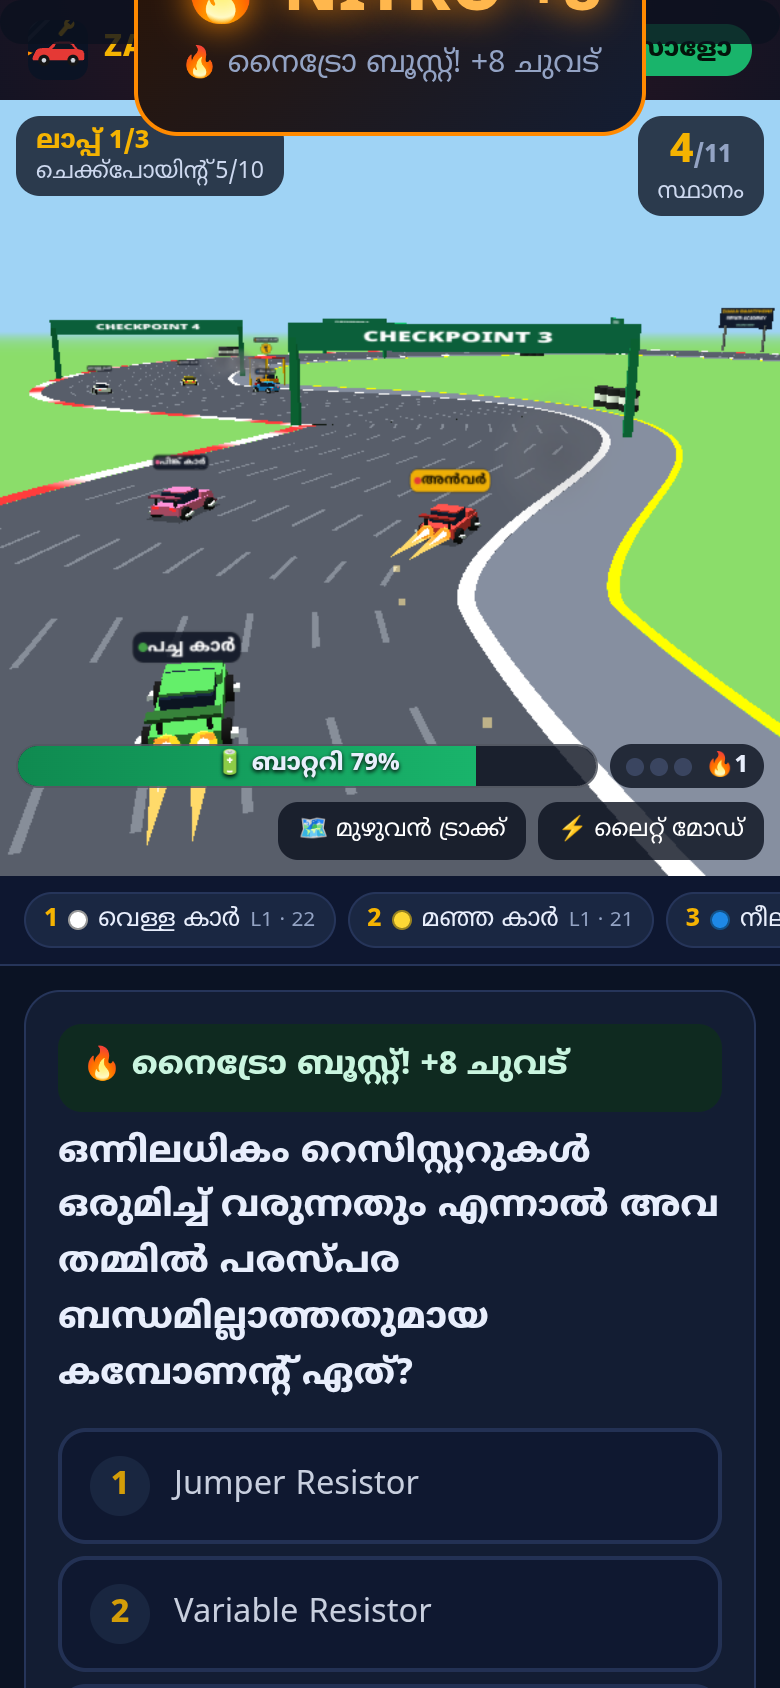 ZA
സാളോ
🔥 നൈട്രോ ബൂസ്റ്റ്! +8 ചുവട്
ലാപ്പ് 1/3
ചെക്ക്പോയിന്റ് 5/10
4/11
സ്ഥാനം
CHECKPOINT 4
CHECKPOINT 3
പിങ്ക് കാർ
അൻവർ
പച്ച കാർ
🔋 ബാറ്ററി 79%
🔥1
🗺️ മുഴുവൻ ട്രാക്ക്
⚡ ലൈറ്റ് മോഡ്
1 വെള്ള കാർ L1 · 22
2 മഞ്ഞ കാർ L1 · 21
3 നീല
🔥 നൈട്രോ ബൂസ്റ്റ്! +8 ചുവട്
ഒന്നിലധികം റെസിസ്റ്ററുകൾ
ഒരുമിച്ച് വരുന്നതും എന്നാൽ അവ
തമ്മിൽ പരസ്പര
ബന്ധമില്ലാത്തതുമായ
കമ്പോണന്റ് ഏത്?
1 Jumper Resistor
2 Variable Resistor